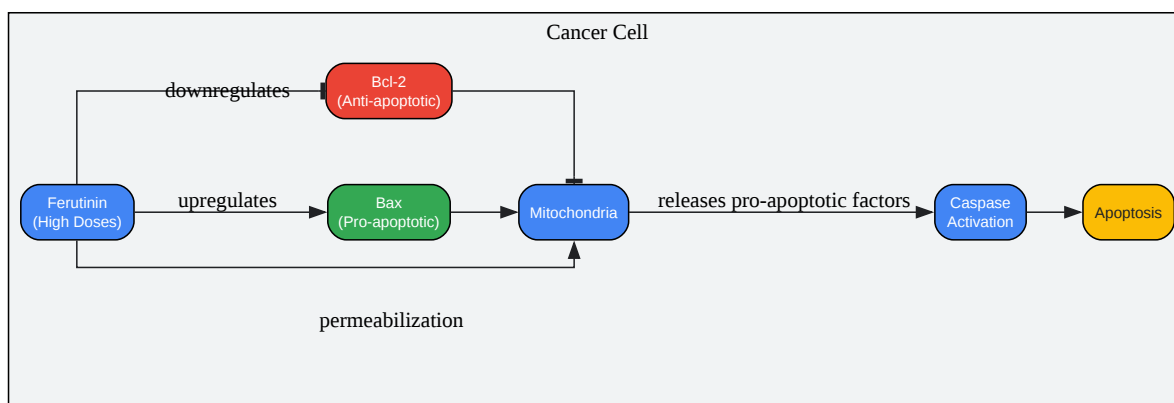 Cancer Cell
Bcl-2
(Anti-apoptotic)
downregulates
Ferutinin
(High Doses)
upregulates
Bax
(Pro-apoptotic)
Mitochondria
releases pro-apoptotic factors
Caspase
Activation
Apoptosis
permeabilization